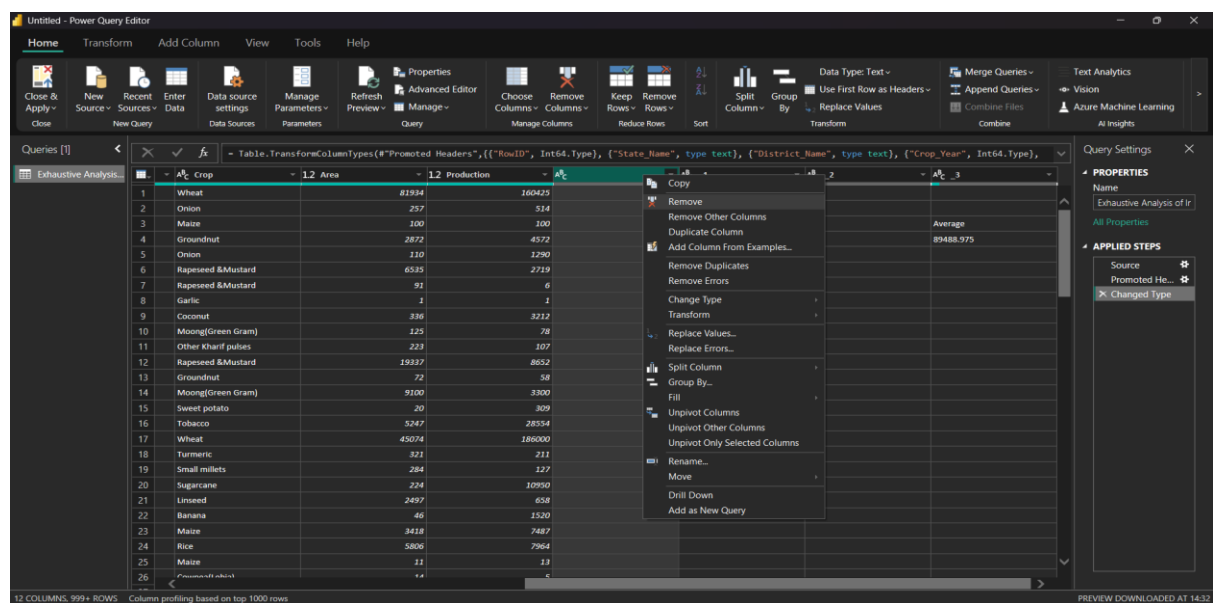 Untitled - Power Query Editor
Home Transform Add Column View Tools Help
Close & Apply
New Source
Recent Sources
Enter Data
Data source settings
Manage Parameters
Refresh Preview
Properties
Advanced Editor
Manage
Choose Columns
Remove Columns
Keep Rows
Remove Rows
Split Column
Group By
Data Type: Text
Use First Row as Headers
Replace Values
Merge Queries
Append Queries
Combine Files
Text Analytics
Vision
Azure Machine Learning
Close New Query Data Sources Parameters Query Manage Columns Reduce Rows Sort Transform Combine AI Insights
Queries [1]
Exhaustive Analysis...
= Table.TransformColumnTypes(#"Promoted Headers",{{"RowID", Int64.Type}, {"State_Name", type text}, {"District_Name", type text}, {"Crop_Year", Int64.Type},
ABC Crop 1.2 Area 1.2 Production ABC _2 ABC _3
1 Wheat 81934 160425
2 Onion 257 514
3 Maize 100 100 Average
4 Groundnut 2872 4572 89488.975
5 Onion 110 1290
6 Rapeseed &Mustard 6535 2719
7 Rapeseed &Mustard 91 6
8 Garlic 1 1
9 Coconut 336 3212
10 Moong(Green Gram) 125 78
11 Other Kharif pulses 223 107
12 Rapeseed &Mustard 19337 8652
13 Groundnut 72 58
14 Moong(Green Gram) 9100 3300
15 Sweet potato 20 309
16 Tobacco 5247 28554
17 Wheat 45074 186000
18 Turmeric 321 211
19 Small millets 284 127
20 Sugarcane 224 10950
21 Linseed 2497 658
22 Banana 46 1520
23 Maize 3418 7487
24 Rice 5806 7964
25 Maize 11 13
26
Copy
Remove
Remove Other Columns
Duplicate Column
Add Column From Examples...
Remove Duplicates
Remove Errors
Change Type
Transform
Replace Values...
Replace Errors...
Split Column
Group By...
Fill
Unpivot Columns
Unpivot Other Columns
Unpivot Only Selected Columns
Rename...
Move
Drill Down
Add as New Query
Query Settings
PROPERTIES
Name
Exhaustive Analysis of Ir
All Properties
APPLIED STEPS
Source
Promoted He...
Changed Type
12 COLUMNS, 999+ ROWS Column profiling based on top 1000 rows
PREVIEW DOWNLOADED AT 14:32